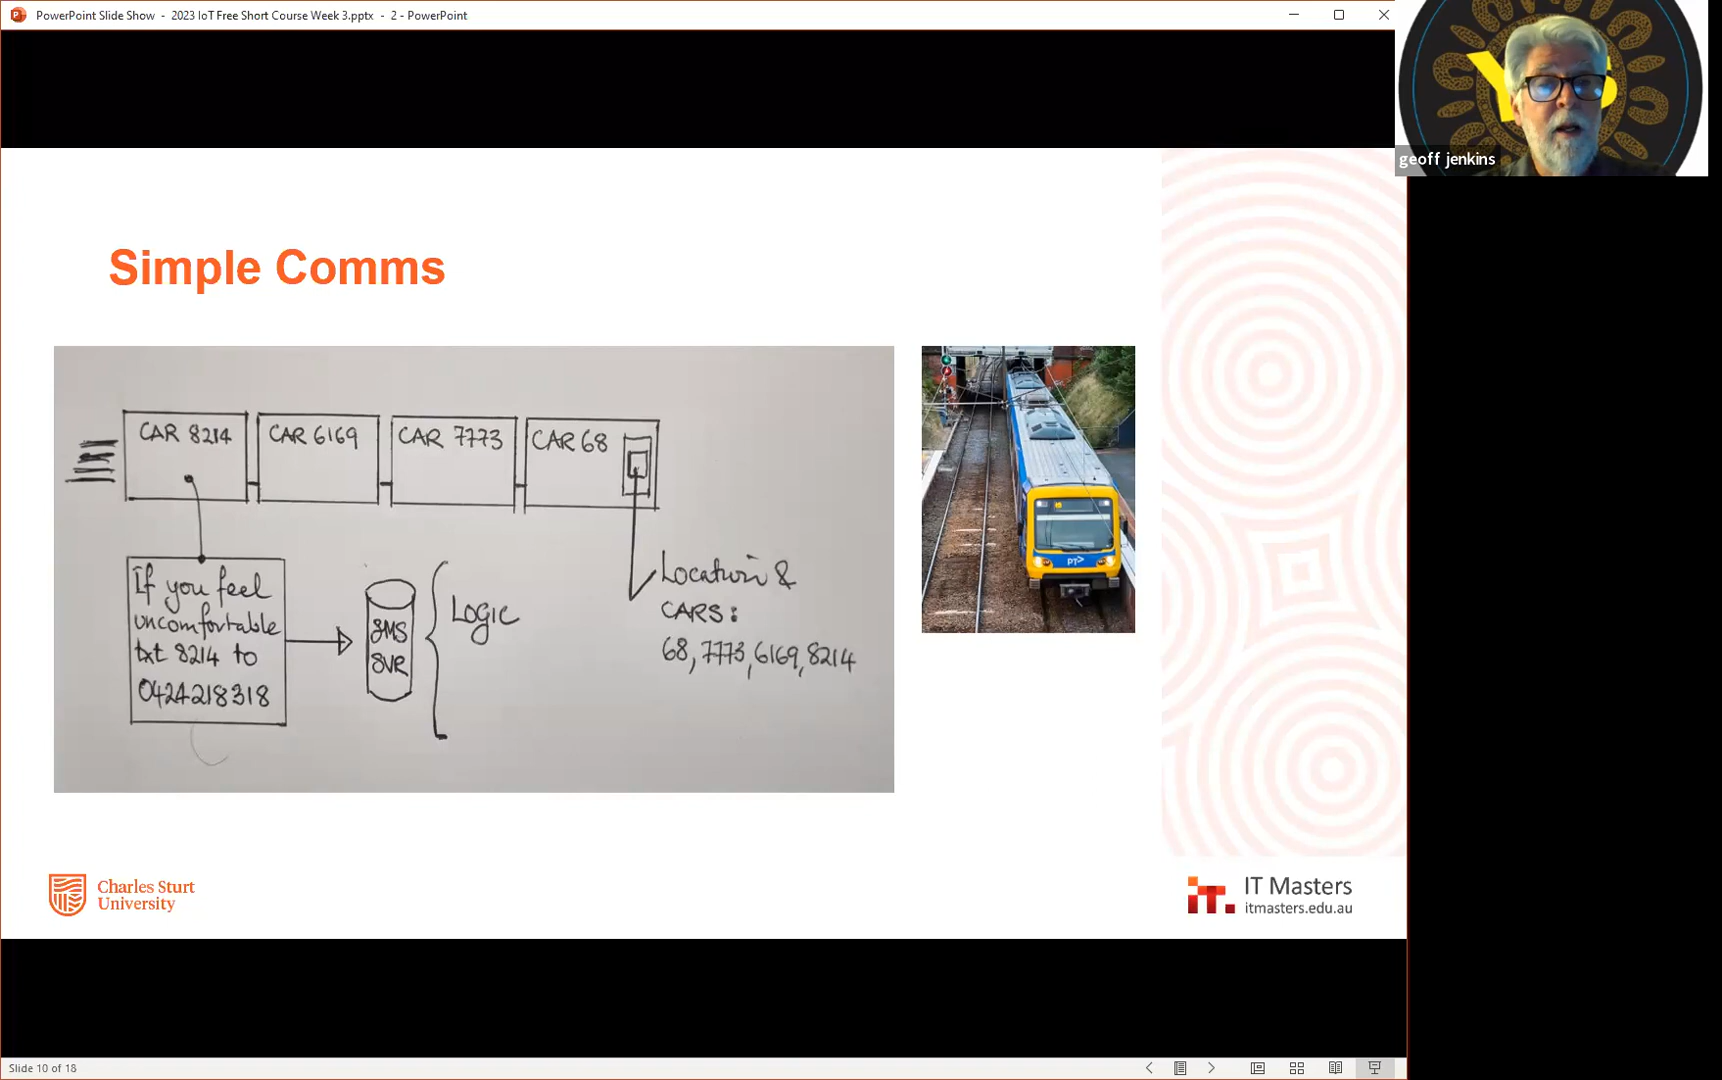 PowerPoint Slide Show - 2023 IoT Free Short Course Week 3.pptx - 2 - PowerPoint
geoff jenkins
Simple Comms
CAR 8214
CAR 6169
CAR 7773
CAR 68
If you feel
uncomfortable
txt 8214 to
0424218318
SMS
SVR
LOGIC
Location &
CARS:
68, 7773, 6169, 8214
PT>
Charles Sturt
University
IT Masters
itmasters.edu.au
Slide 10 of 18